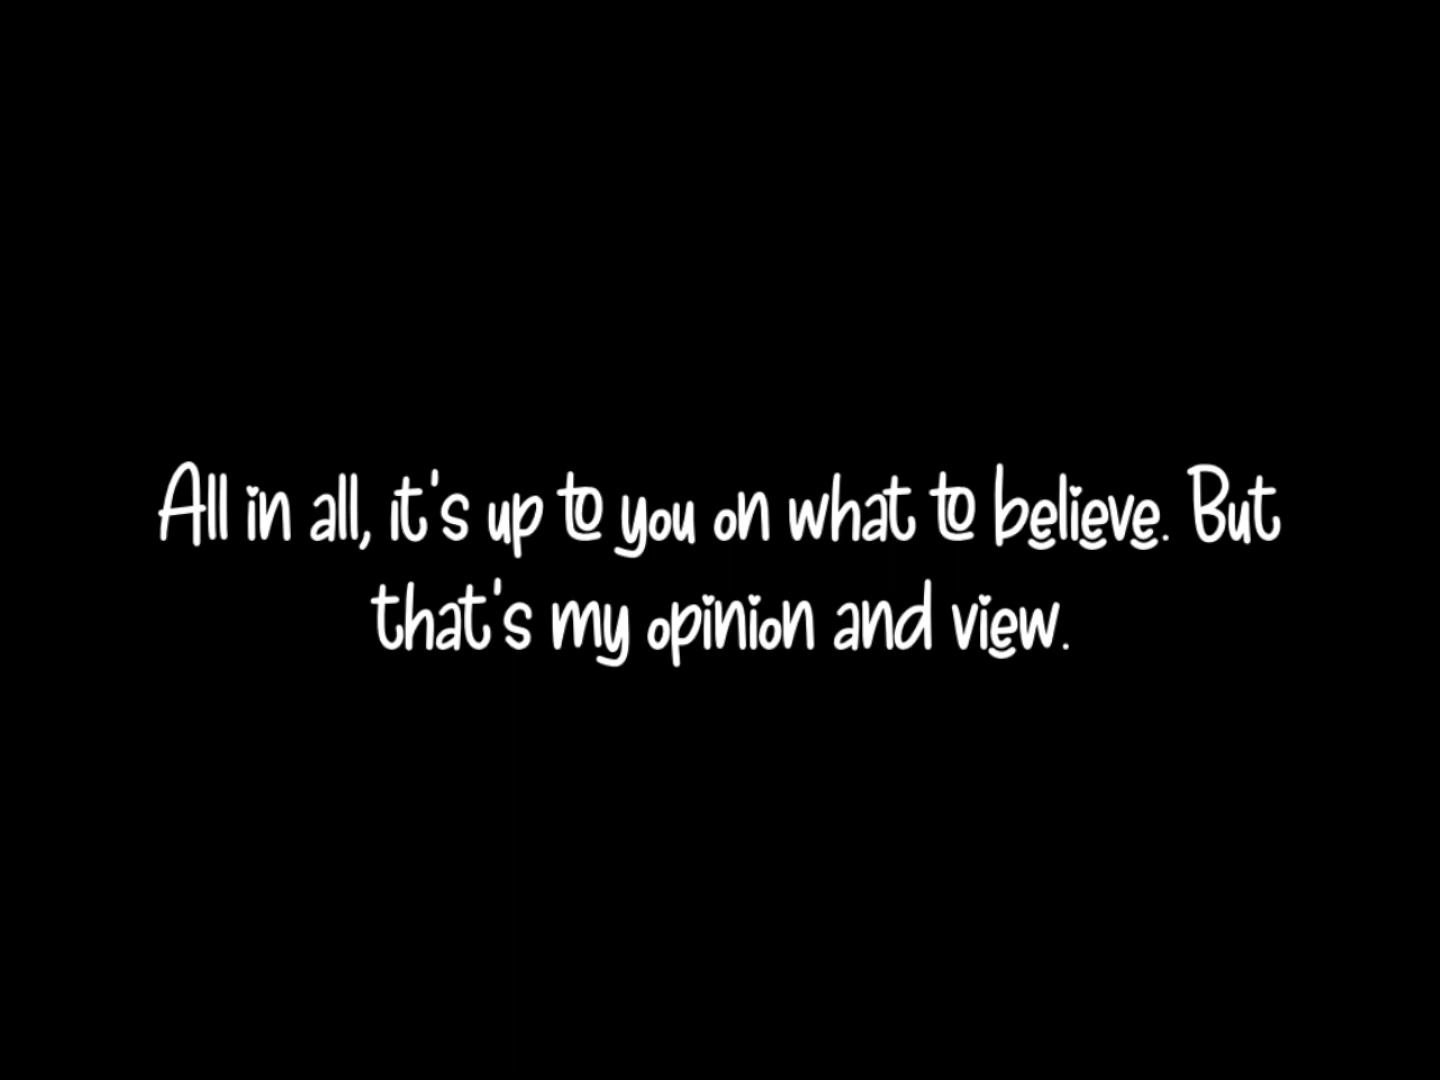 All in all, it's up to you on what to believe. But
that's my opinion and view.